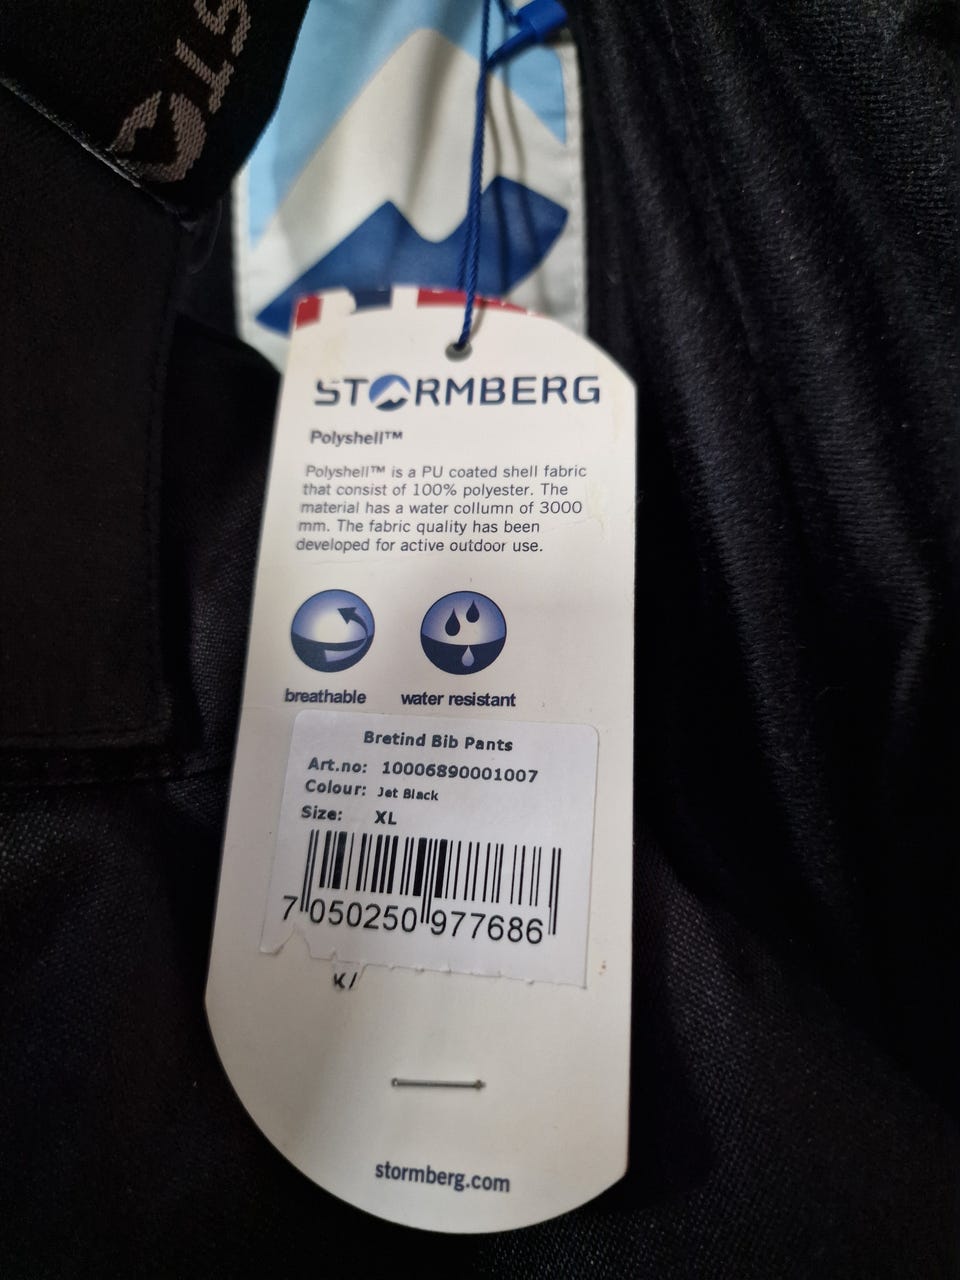 ST
STORMBERG
Polyshell™
Polyshell™ is a PU coated shell fabric
that consist of 100% polyester. The
material has a water collumn of 3000
mm. The fabric quality has been
developed for active outdoor use.
breathable
water resistant
Bretind Bib Pants
Art.no: 10006890001007
Colour: Jet Black
Size: XL
7 050250 977686
stormberg.com